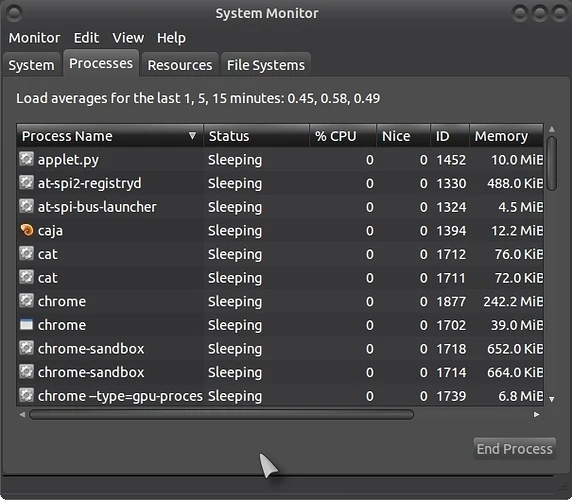 System Monitor
Monitor Edit View Help
System Processes Resources File Systems
Load averages for the last 1, 5, 15 minutes: 0.45, 0.58, 0.49
Process Name Status % CPU Nice ID Memory
applet.py Sleeping 0 0 1452 10.0 MiB
at-spi2-registryd Sleeping 0 0 1330 488.0 KiB
at-spi-bus-launcher Sleeping 0 0 1324 4.5 MiB
caja Sleeping 0 0 1394 12.2 MiB
cat Sleeping 0 0 1712 76.0 KiB
cat Sleeping 0 0 1711 72.0 KiB
chrome Sleeping 0 0 1877 242.2 MiB
chrome Sleeping 0 0 1702 39.0 MiB
chrome-sandbox Sleeping 0 0 1718 652.0 KiB
chrome-sandbox Sleeping 0 0 1714 664.0 KiB
chrome --type=gpu-proces Sleeping 0 0 1739 6.8 MiB
End Process